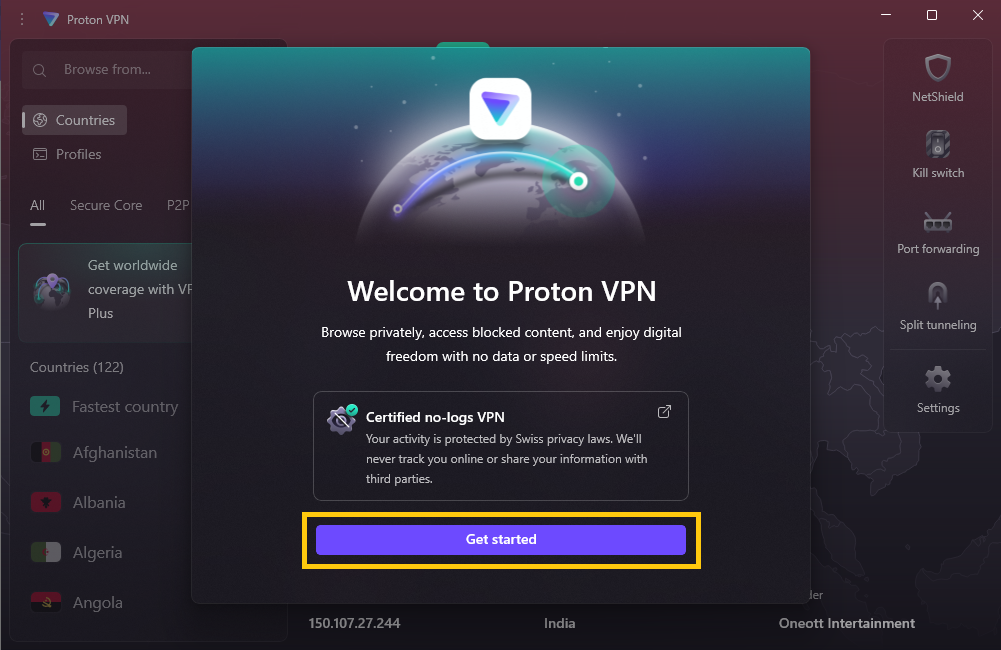 Proton VPN
Browse from...
Countries
Profiles
All Secure Core P2P
Get worldwide
coverage with
Plus
Countries (122)
Fastest country
Afghanistan
Albania
Algeria
Angola
Welcome to Proton VPN
Browse privately, access blocked content, and enjoy digital
freedom with no data or speed limits.
Certified no-logs VPN
Your activity is protected by Swiss privacy laws. We'll
never track you online or share your information with
third parties.
Get started
150.107.27.244 India Oneott Intertainment
NetShield
Kill switch
Port forwarding
Split tunneling
Settings